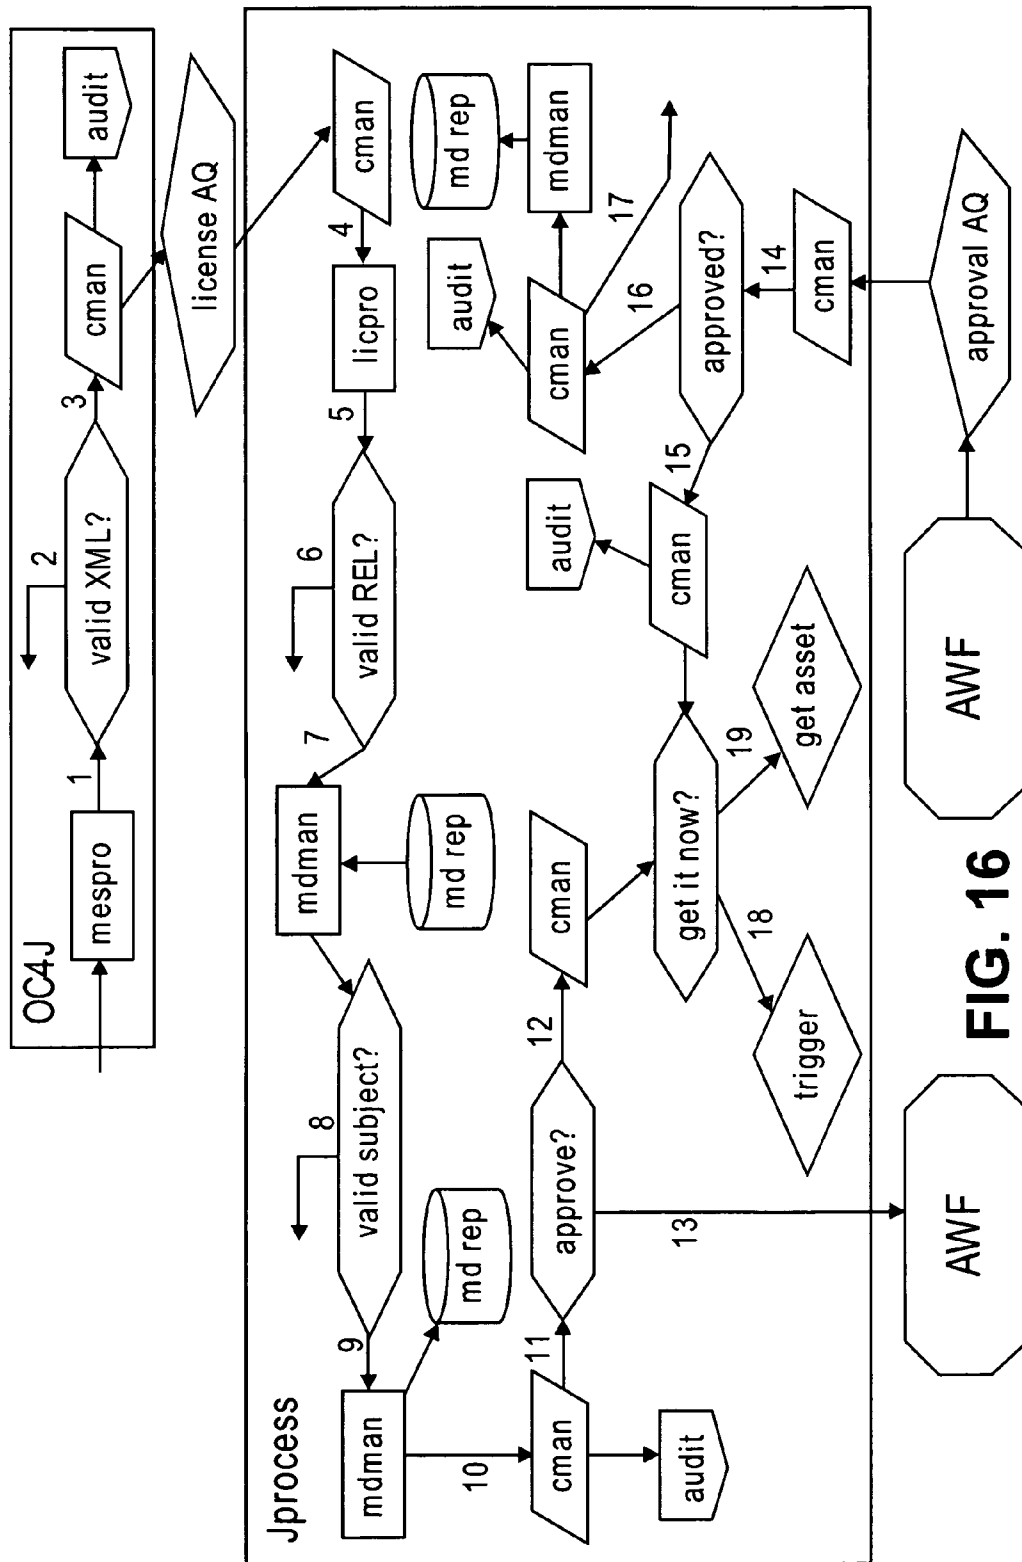 OC4J
mespro
1
valid XML?
2
3
cman
audit
license AQ
Jprocess
cman
4
licpro
5
valid REL?
6
7
mdman
md rep
valid subject?
8
9
mdman
md rep
10
cman
audit
11
approve?
12
13
cman
get it now?
18
trigger
19
get asset
cman
audit
15
approved?
14
cman
16
cman
audit
17
mdman
md rep
AWF
AWF
approval AQ
FIG. 16